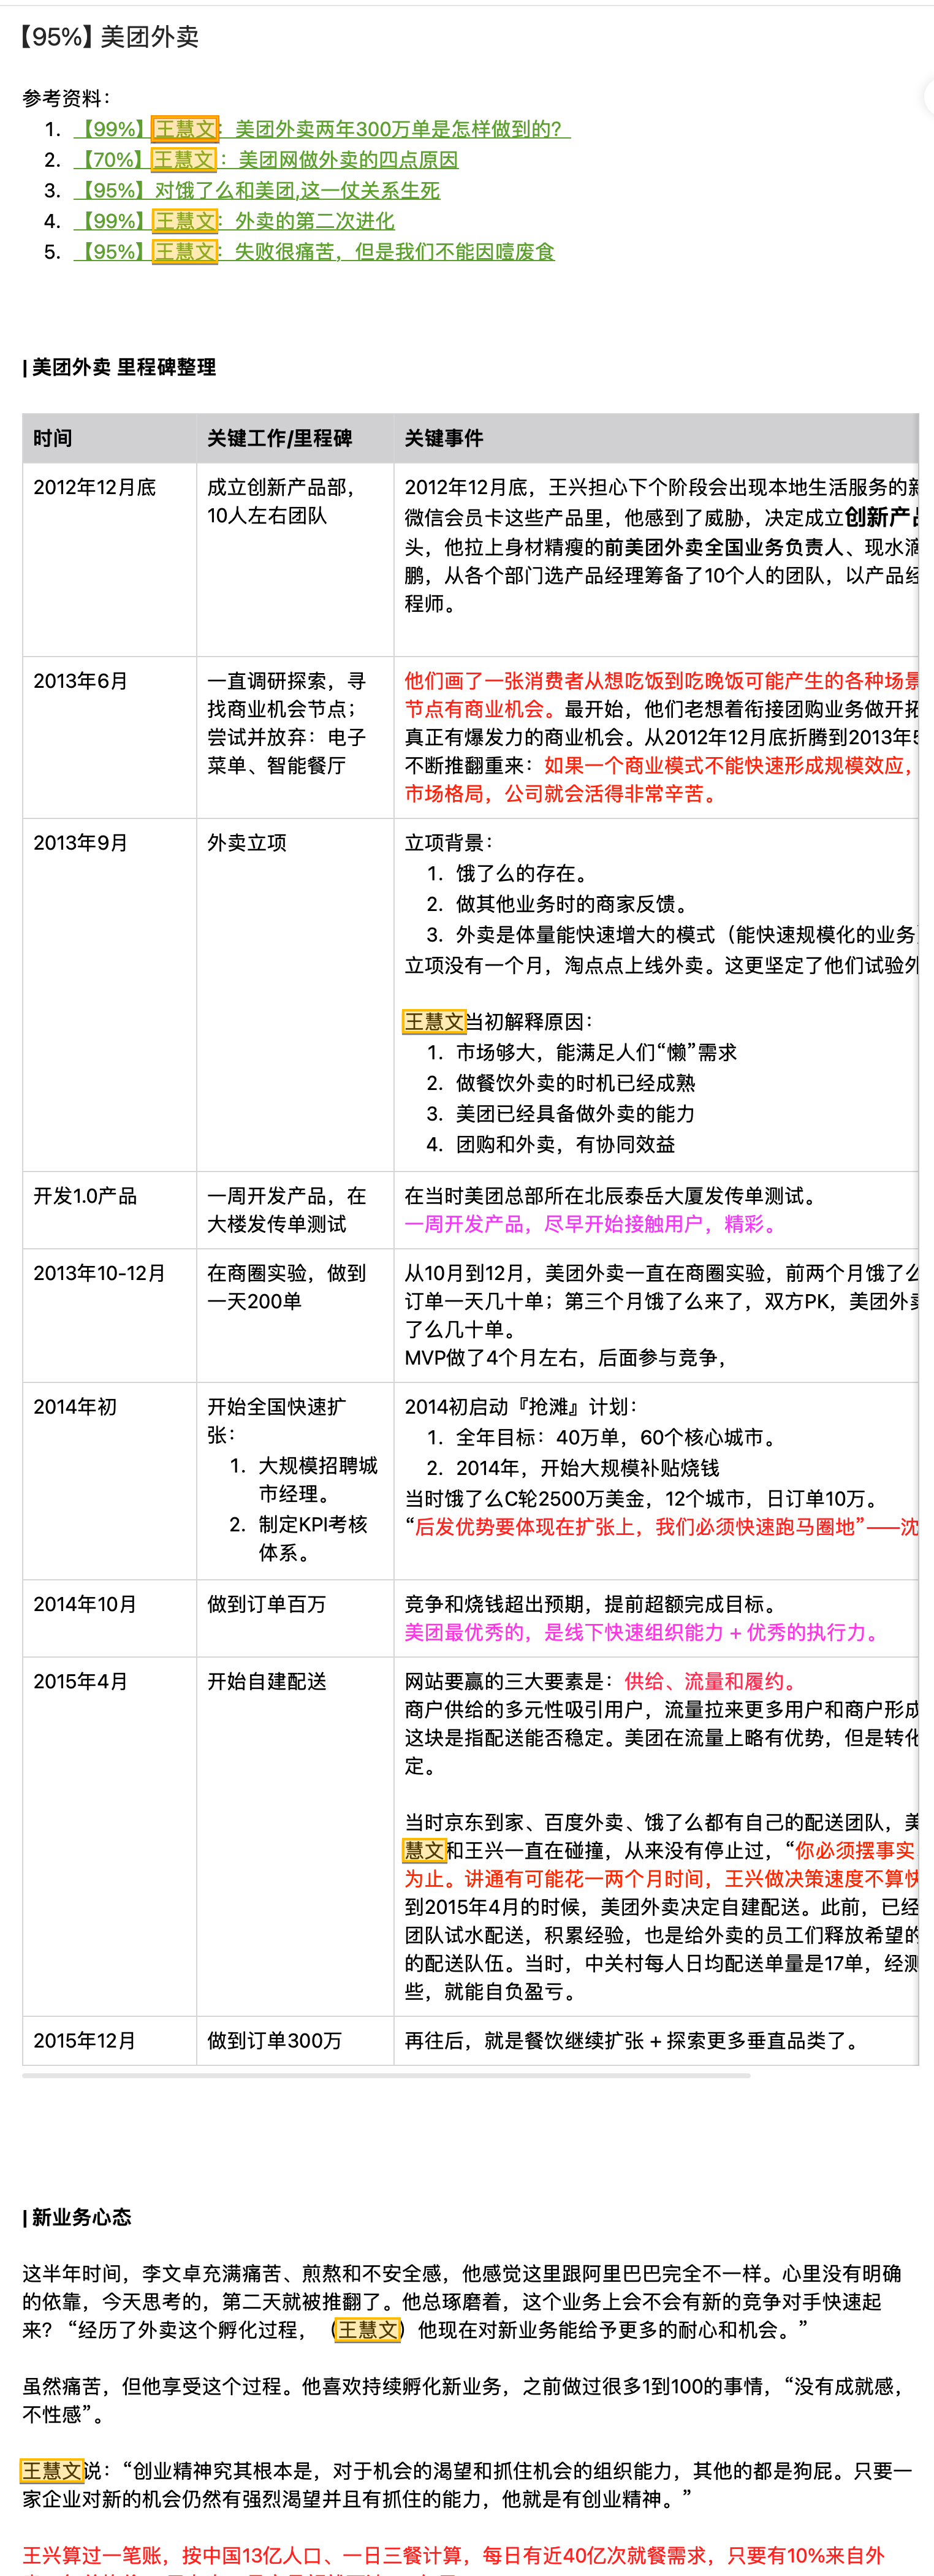 【95%】美团外卖
参考资料：
1. 【99%】王慧文：美团外卖两年300万单是怎样做到的？
2. 【70%】王慧文：美团网做外卖的四点原因
3. 【95%】对饿了么和美团,这一仗关系生死
4. 【99%】王慧文：外卖的第二次进化
5. 【95%】王慧文：失败很痛苦，但是我们不能因噎废食
| 美团外卖 里程碑整理
时间 关键工作/里程碑 关键事件
2012年12月底
成立创新产品部，
10人左右团队
2012年12月底，王兴担心下个阶段会出现本地生活服务的新
微信会员卡这些产品里，他感到了威胁，决定成立创新产品
头，他拉上身材精瘦的前美团外卖全国业务负责人、现水滴
鹏，从各个部门选产品经理筹备了10个人的团队，以产品经
程师。
2013年6月
一直调研探索，寻
找商业机会节点；
尝试并放弃：电子
菜单、智能餐厅
他们画了一张消费者从想吃饭到吃晚饭可能产生的各种场景
节点有商业机会。最开始，他们老想着衔接团购业务做开拓
真正有爆发力的商业机会。从2012年12月底折腾到2013年5
不断推翻重来：如果一个商业模式不能快速形成规模效应，
市场格局，公司就会活得非常辛苦。
2013年9月
外卖立项
立项背景：
1. 饿了么的存在。
2. 做其他业务时的商家反馈。
3. 外卖是体量能快速增大的模式（能快速规模化的业务
立项没有一个月，淘点点上线外卖。这更坚定了他们试验外
王慧文当初解释原因：
1. 市场够大，能满足人们“懒”需求
2. 做餐饮外卖的时机已经成熟
3. 美团已经具备做外卖的能力
4. 团购和外卖，有协同效益
开发1.0产品
一周开发产品，在
大楼发传单测试
在当时美团总部所在北辰泰岳大厦发传单测试。
一周开发产品，尽早开始接触用户，精彩。
2013年10-12月
在商圈实验，做到
一天200单
从10月到12月，美团外卖一直在商圈实验，前两个月饿了么
订单一天几十单；第三个月饿了么来了，双方PK，美团外卖
了么几十单。
MVP做了4个月左右，后面参与竞争，
2014年初
开始全国快速扩
张：
1. 大规模招聘城
市经理。
2. 制定KPI考核
体系。
2014初启动『抢滩』计划：
1. 全年目标：40万单，60个核心城市。
2. 2014年，开始大规模补贴烧钱
当时饿了么C轮2500万美金，12个城市，日订单10万。
“后发优势要体现在扩张上，我们必须快速跑马圈地”——沈
2014年10月
做到订单百万
竞争和烧钱超出预期，提前超额完成目标。
美团最优秀的，是线下快速组织能力 + 优秀的执行力。
2015年4月
开始自建配送
网站要赢的三大要素是：供给、流量和履约。
商户供给的多元性吸引用户，流量拉来更多用户和商户形成
这块是指配送能否稳定。美团在流量上略有优势，但是转化
定。
当时京东到家、百度外卖、饿了么都有自己的配送团队，美
慧文和王兴一直在碰撞，从来没有停止过，“你必须摆事实
为止。讲通有可能花一两个月时间，王兴做决策速度不算快
到2015年4月的时候，美团外卖决定自建配送。此前，已经
团队试水配送，积累经验，也是给外卖的员工们释放希望的
的配送队伍。当时，中关村每人日均配送单量是17单，经测
些，就能自负盈亏。
2015年12月
做到订单300万
再往后，就是餐饮继续扩张 + 探索更多垂直品类了。
| 新业务心态
这半年时间，李文卓充满痛苦、煎熬和不安全感，他感觉这里跟阿里巴巴完全不一样。心里没有明确
的依靠，今天思考的，第二天就被推翻了。他总琢磨着，这个业务上会不会有新的竞争对手快速起
来？“经历了外卖这个孵化过程，（王慧文）他现在对新业务能给予更多的耐心和机会。”
虽然痛苦，但他享受这个过程。他喜欢持续孵化新业务，之前做过很多1到100的事情，“没有成就感，
不性感”。
王慧文说：“创业精神究其根本是，对于机会的渴望和抓住机会的组织能力，其他的都是狗屁。只要一
家企业对新的机会仍然有强烈渴望并且有抓住的能力，他就是有创业精神。”
王兴算过一笔账，按中国13亿人口、一日三餐计算，每日有近40亿次就餐需求，只要有10%来自外